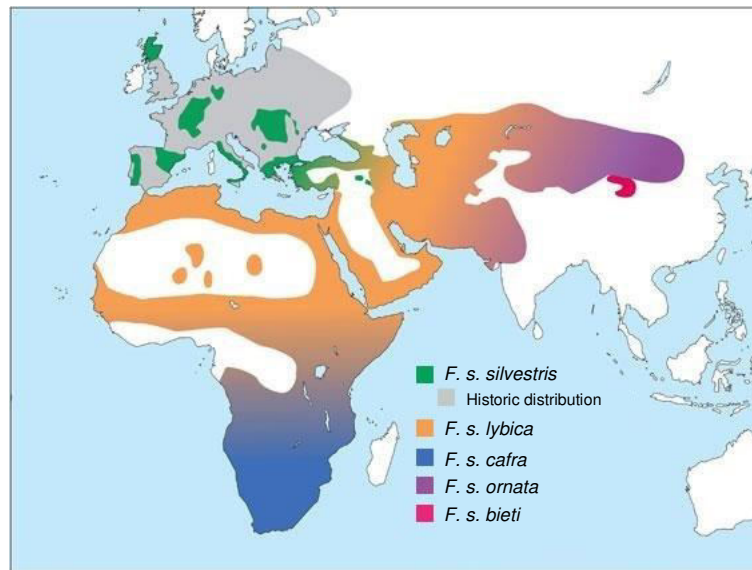 F. s. silvestris
Historic distribution
F. s. lybica
F. s. cafra
F. s. ornata
F. s. bieti